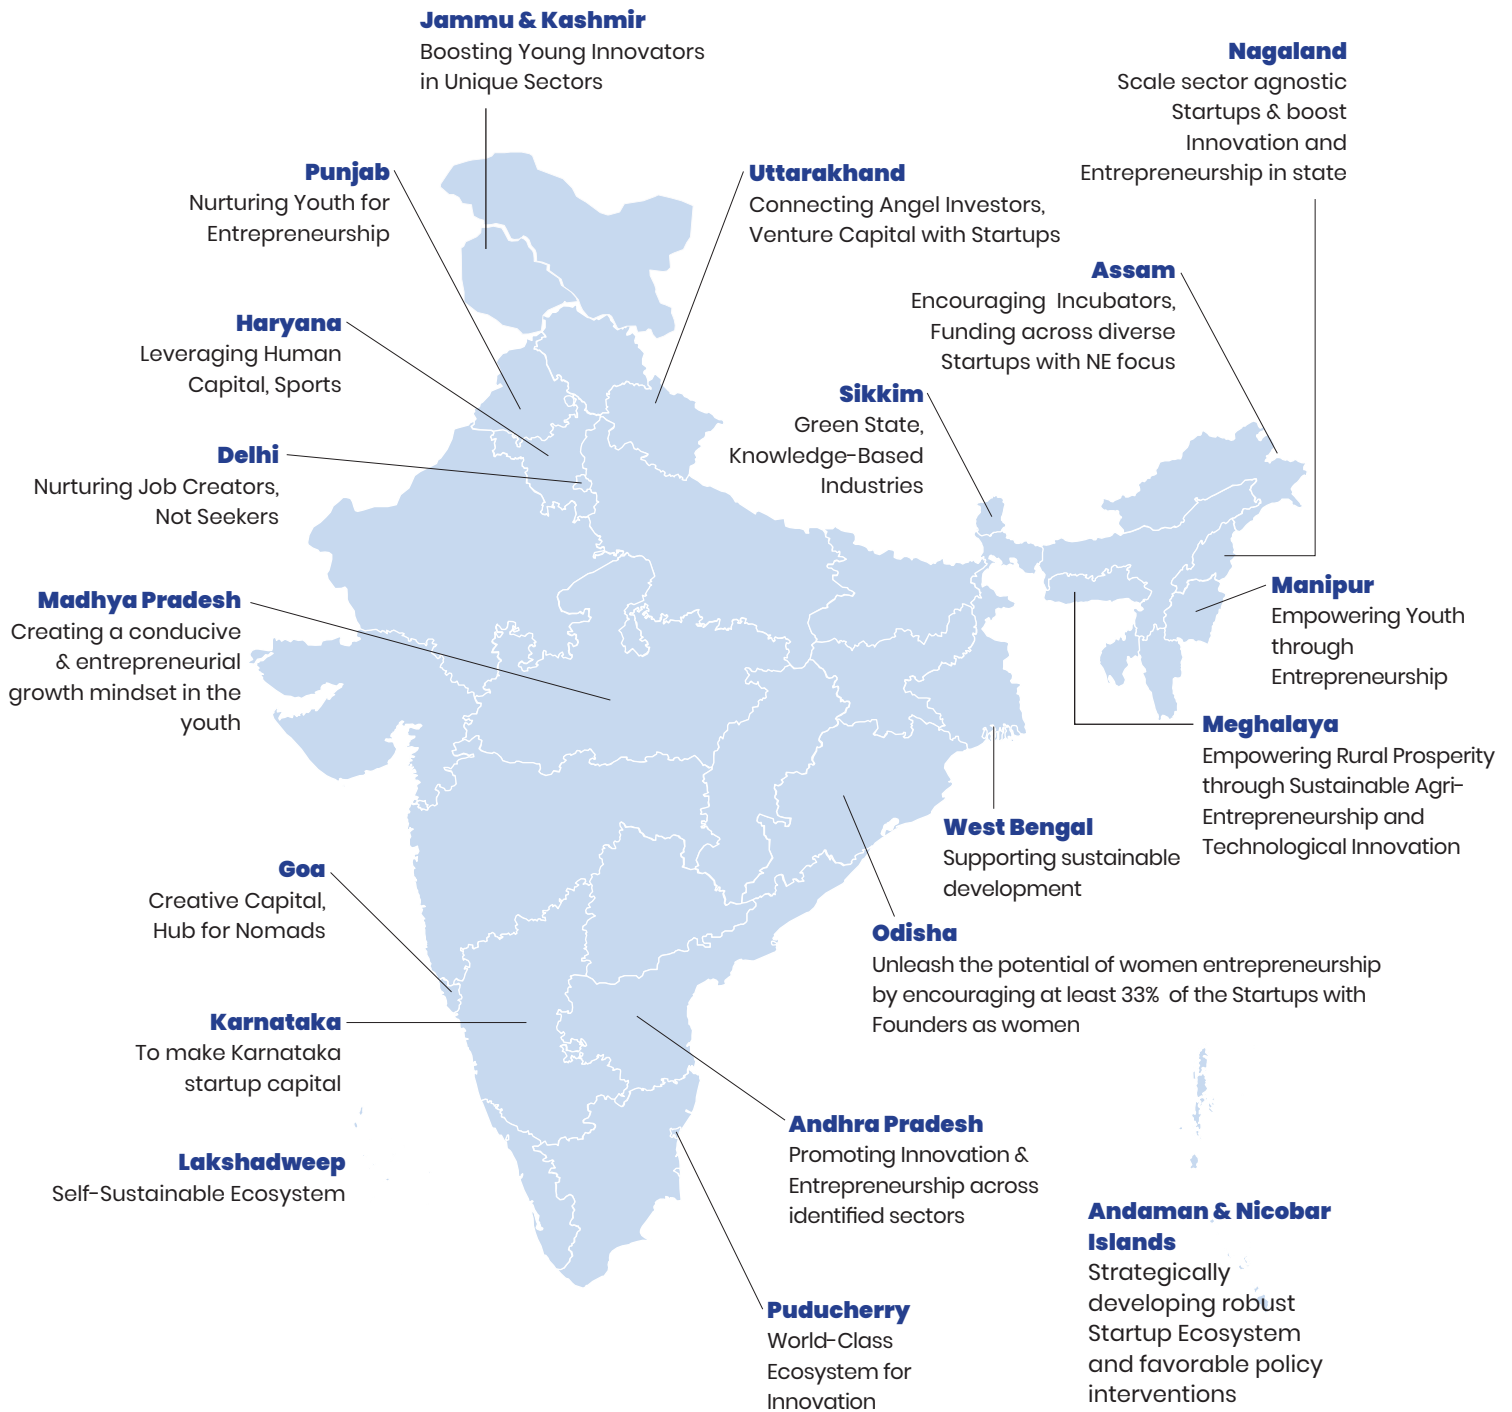 Jammu & Kashmir
Boosting Young Innovators
in Unique Sectors
Nagaland
Scale sector agnostic
Startups & boost
Innovation and
Entrepreneurship in state
Punjab
Nurturing Youth for
Entrepreneurship
Uttarakhand
Connecting Angel Investors,
Venture Capital with Startups
Assam
Encouraging Incubators,
Funding across diverse
Startups with NE focus
Haryana
Leveraging Human
Capital, Sports
Sikkim
Green State,
Knowledge-Based
Industries
Delhi
Nurturing Job Creators,
Not Seekers
Manipur
Empowering Youth
through
Entrepreneurship
Madhya Pradesh
Creating a conducive
& entrepreneurial
growth mindset in the
youth
Meghalaya
Empowering Rural Prosperity
through Sustainable Agri-
Entrepreneurship and
Technological Innovation
West Bengal
Supporting sustainable
development
Goa
Creative Capital,
Hub for Nomads
Odisha
Unleash the potential of women entrepreneurship
by encouraging at least 33% of the Startups with
Founders as women
Karnataka
To make Karnataka
startup capital
Andhra Pradesh
Promoting Innovation &
Entrepreneurship across
identified sectors
Lakshadweep
Self-Sustainable Ecosystem
Andaman & Nicobar
Islands
Strategically
developing robust
Startup Ecosystem
and favorable policy
interventions
Puducherry
World-Class
Ecosystem for
Innovation